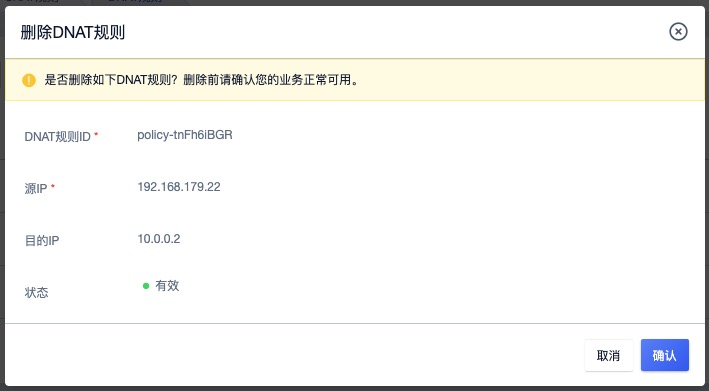 删除DNAT规则
是否删除如下DNAT规则？删除前请确认您的业务正常可用。
DNAT规则ID * policy-tnFh6iBGR
源IP * 192.168.179.22
目的IP 10.0.0.2
状态 有效
取消 确认